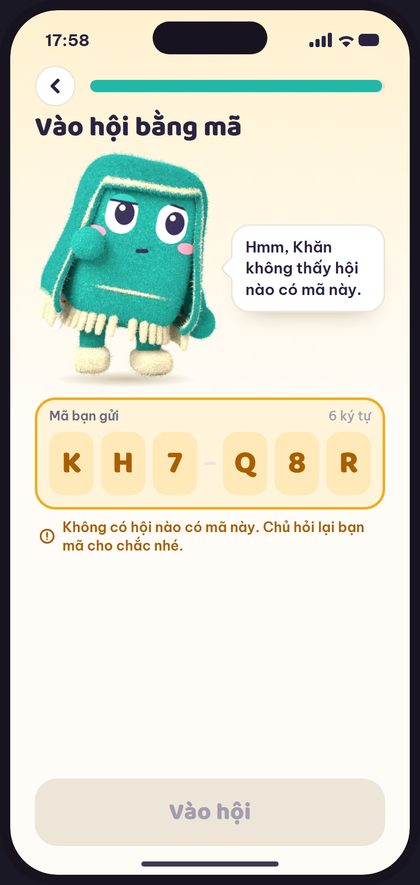 17:58
Vào hội bằng mã
Hmm, Khăn
không thấy hội
nào có mã này.
Mã bạn gửi 6 ký tự
K H 7 - Q 8 R
Không có hội nào có mã này. Chủ hỏi lại bạn
mã cho chắc nhé.
Vào hội